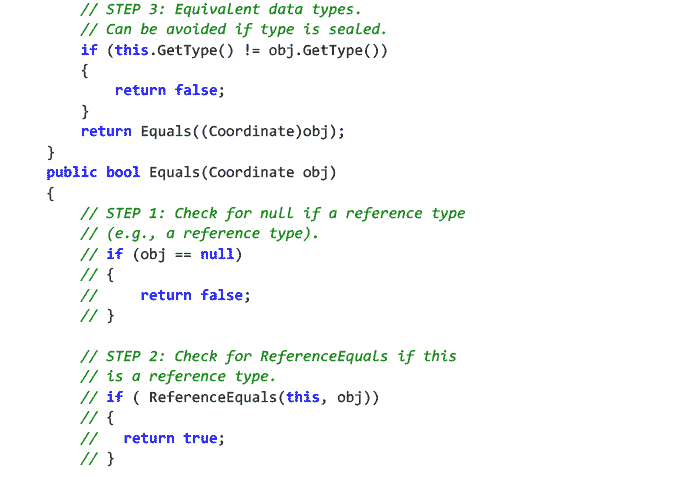 // STEP 3: Equivalent data types.
// Can be avoided if type is sealed.
if (this.GetType() != obj.GetType())
{
return false;
}
return Equals((Coordinate)obj);
}
public bool Equals(Coordinate obj)
{
// STEP 1: Check for null if a reference type
// (e.g., a reference type).
// if (obj == null)
// {
//     return false;
// }
// STEP 2: Check for ReferenceEquals if this
// is a reference type.
// if ( ReferenceEquals(this, obj))
// {
//   return true;
// }